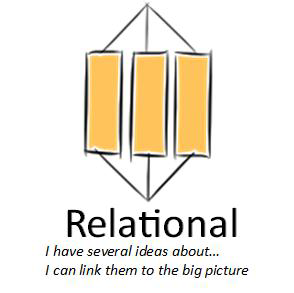 Relational
I have several ideas about...
I can link them to the big picture